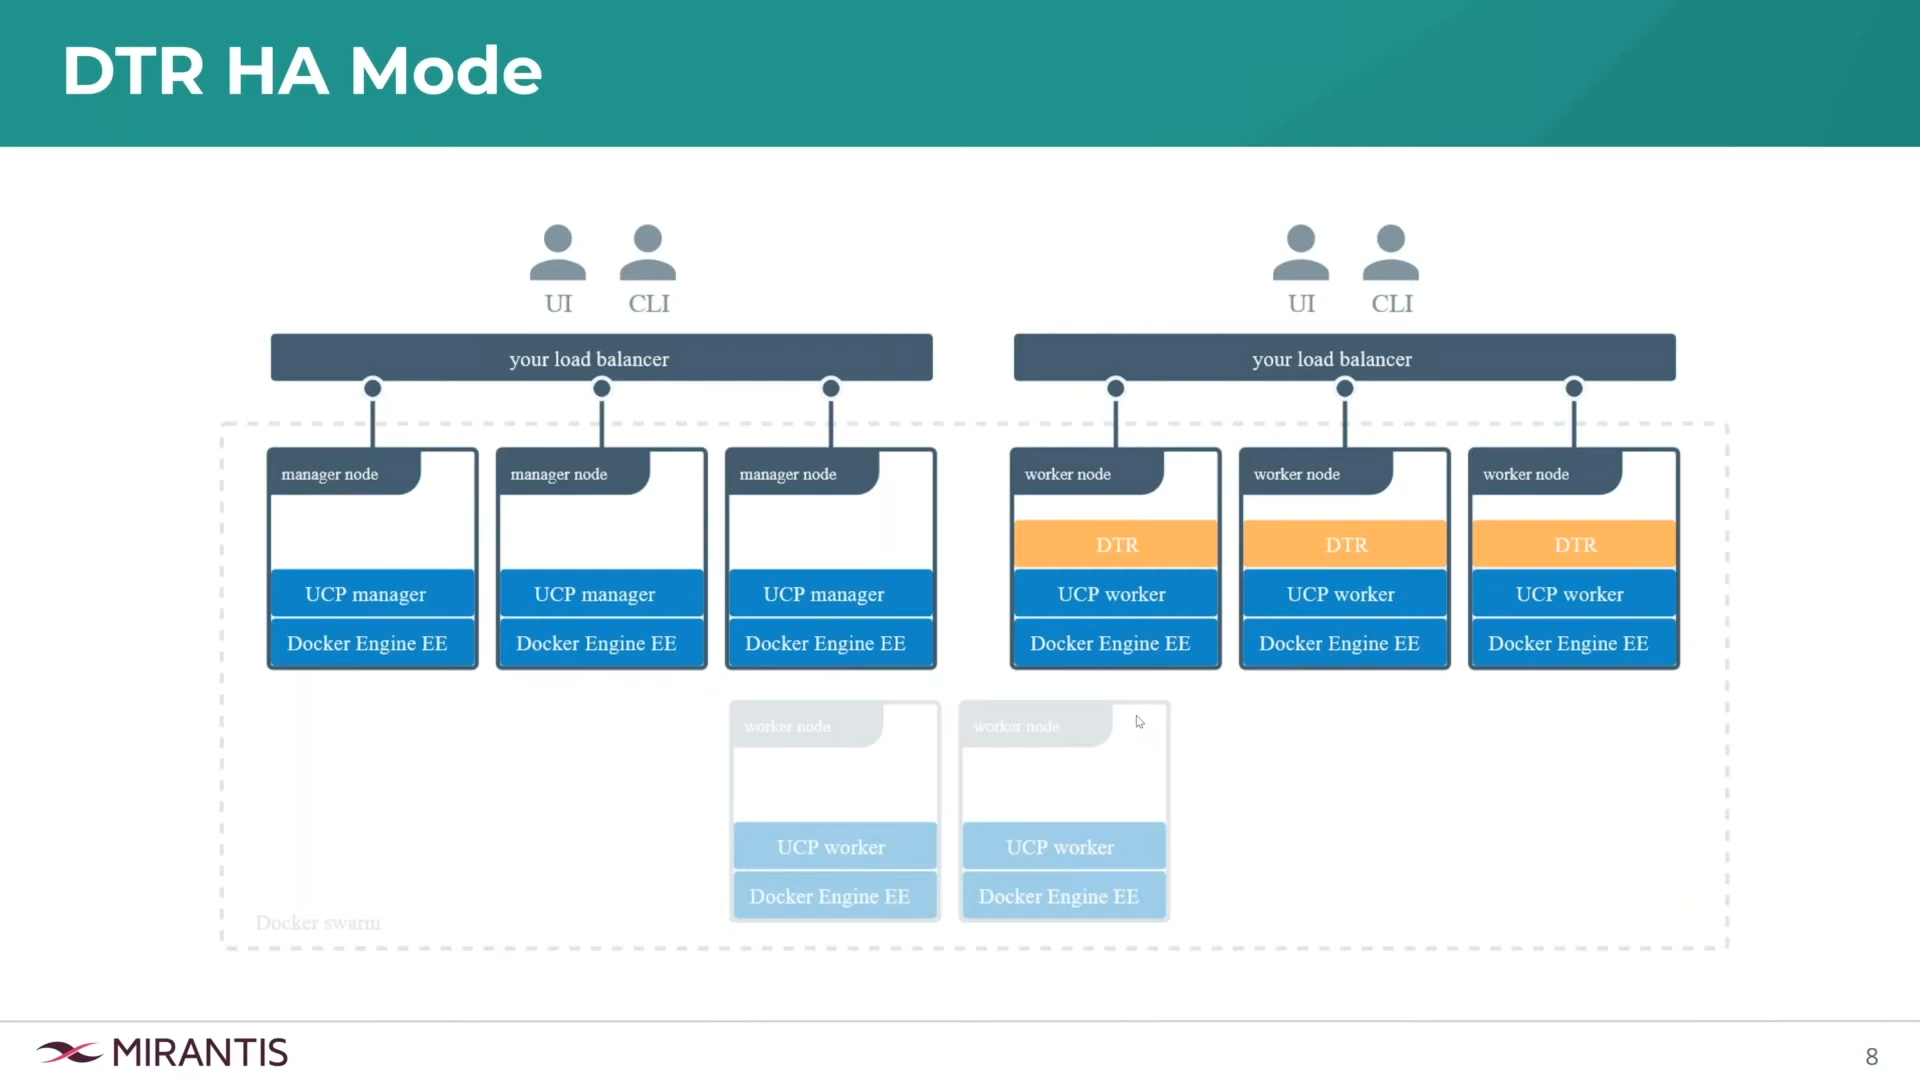 DTR HA Mode
UI CLI
UI CLI
your load balancer
your load balancer
manager node
manager node
manager node
worker node
worker node
worker node
DTR
DTR
DTR
UCP manager
UCP manager
UCP manager
UCP worker
UCP worker
UCP worker
Docker Engine EE
Docker Engine EE
Docker Engine EE
Docker Engine EE
Docker Engine EE
Docker Engine EE
worker node
worker node
UCP worker
UCP worker
Docker Engine EE
Docker Engine EE
Docker swarm
MIRANTIS
8